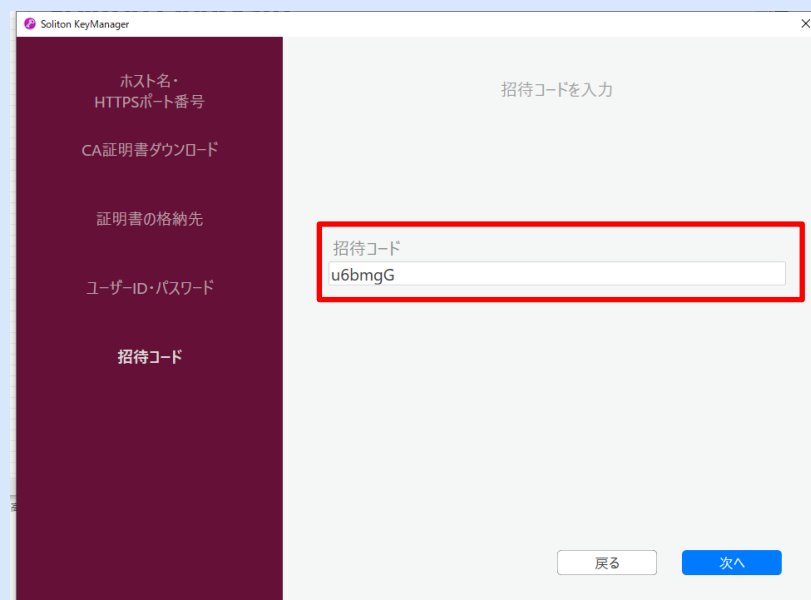 Soliton KeyManager
ホスト名・
HTTPSポート番号
CA証明書ダウンロード
証明書の格納先
ユーザーID・パスワード
招待コード
招待コードを入力
招待コード
u6bmgG
戻る
次へ